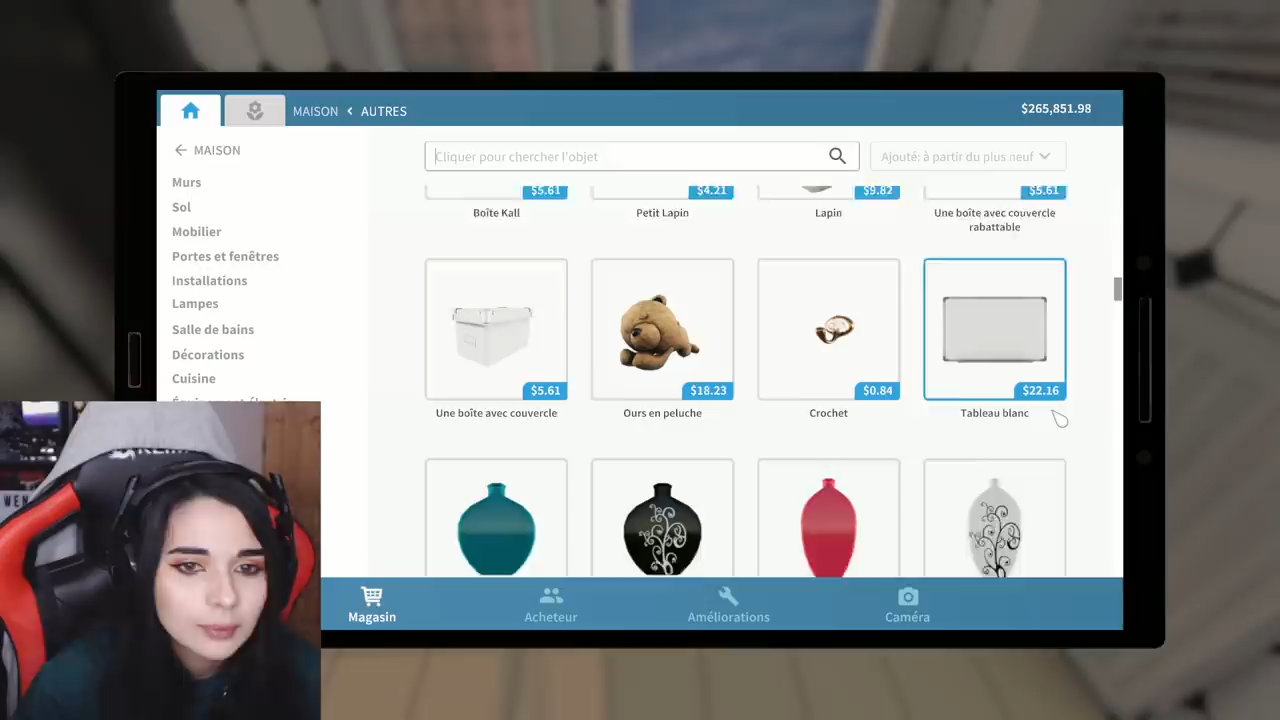 MAISON < AUTRES
$265,851.98
← MAISON
Cliquer pour chercher l'objet
Ajouté: à partir du plus neuf
Murs
Sol
Mobilier
Portes et fenêtres
Installations
Lampes
Salle de bains
Décorations
Cuisine
$5.61
$4.21
$9.82
$5.61
Boîte Kall
Petit Lapin
Lapin
Une boîte avec couvercle
rabattable
$5.61
$18.23
$0.84
$22.16
Une boîte avec couvercle
Ours en peluche
Crochet
Tableau blanc
Magasin
Acheteur
Améliorations
Caméra